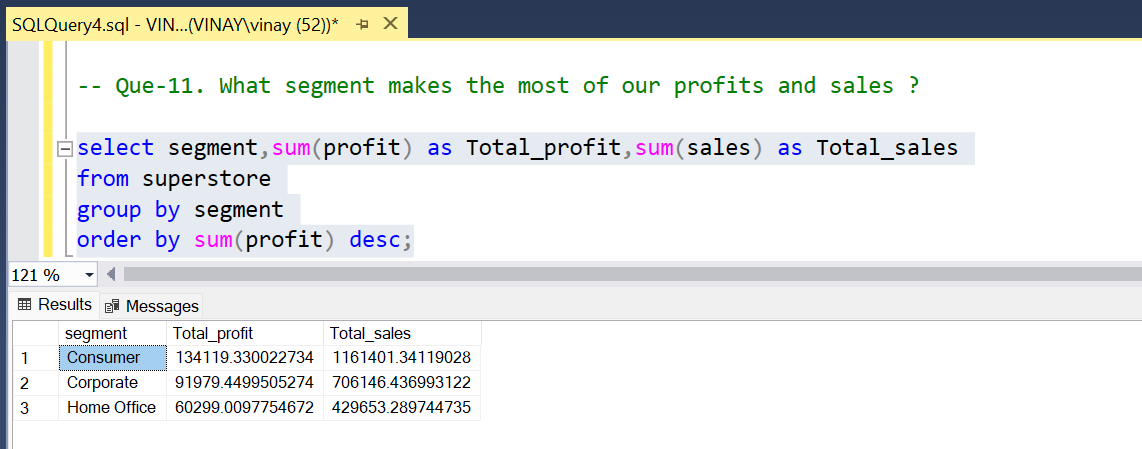 SQLQuery4.sql - VIN...(VINAY\vinay (52))*
-- Que-11. What segment makes the most of our profits and sales ?
select segment,sum(profit) as Total_profit,sum(sales) as Total_sales
from superstore
group by segment
order by sum(profit) desc;
121 %
Results Messages
segment Total_profit Total_sales
1 Consumer 134119.330022734 1161401.34119028
2 Corporate 91979.4499505274 706146.436993122
3 Home Office 60299.0097754672 429653.289744735